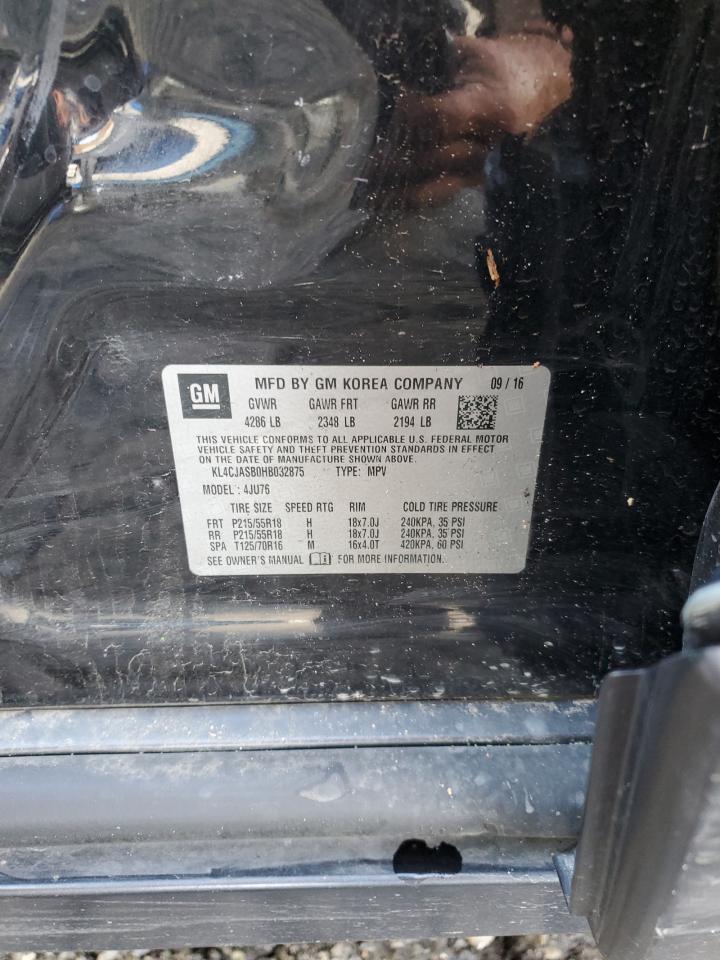 GM MFD BY GM KOREA COMPANY 09 / 16
GVWR GAWR FRT GAWR RR
4286 LB 2348 LB 2194 LB
THIS VEHICLE CONFORMS TO ALL APPLICABLE U.S. FEDERAL MOTOR
VEHICLE SAFETY AND THEFT PREVENTION STANDARDS IN EFFECT
ON THE DATE OF MANUFACTURE SHOWN ABOVE.
KL4CJASB0HB032875 TYPE: MPV
MODEL: 4JU76
TIRE SIZE SPEED RTG RIM COLD TIRE PRESSURE
FRT P215/55R18 H 18x7.0J 240KPA, 35 PSI
RR P215/55R18 H 18x7.0J 240KPA, 35 PSI
SPA T125/70R16 M 16x4.0T 420KPA, 60 PSI
SEE OWNER'S MANUAL FOR MORE INFORMATION.